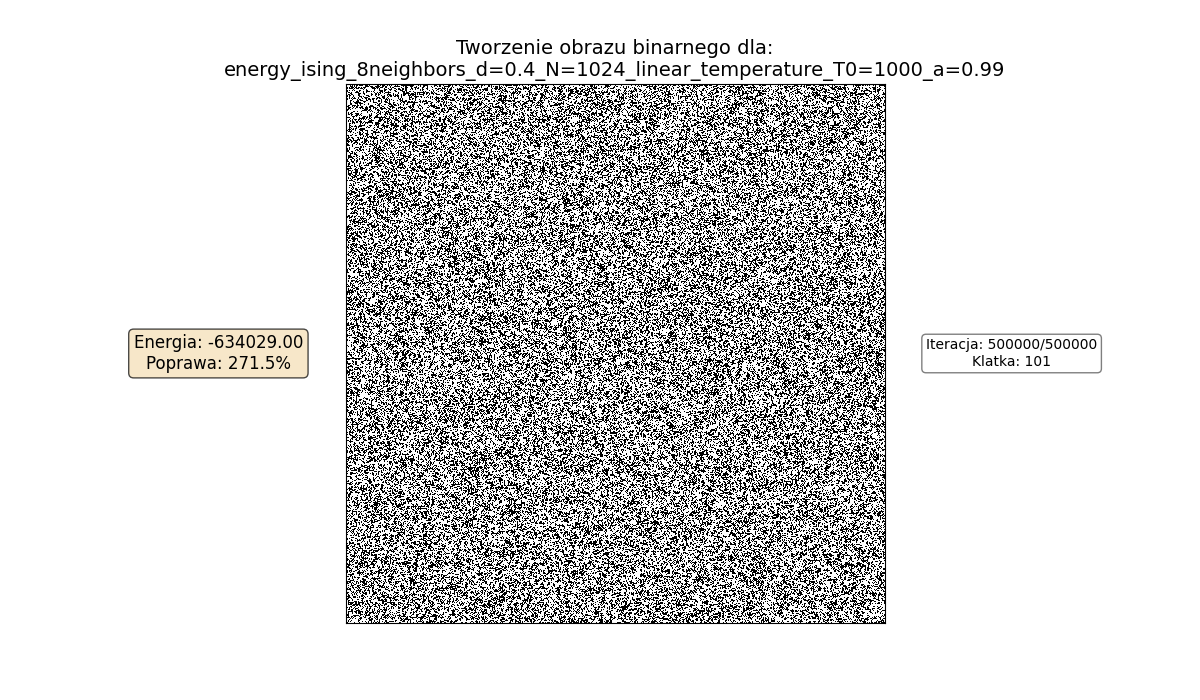 Tworzenie obrazu binarnego dla:
energy_ising_8neighbors_d=0.4_N=1024_linear_temperature_T0=1000_a=0.99
Energia: -634029.00
Poprawa: 271.5%
Iteracja: 500000/500000
Klatka: 101